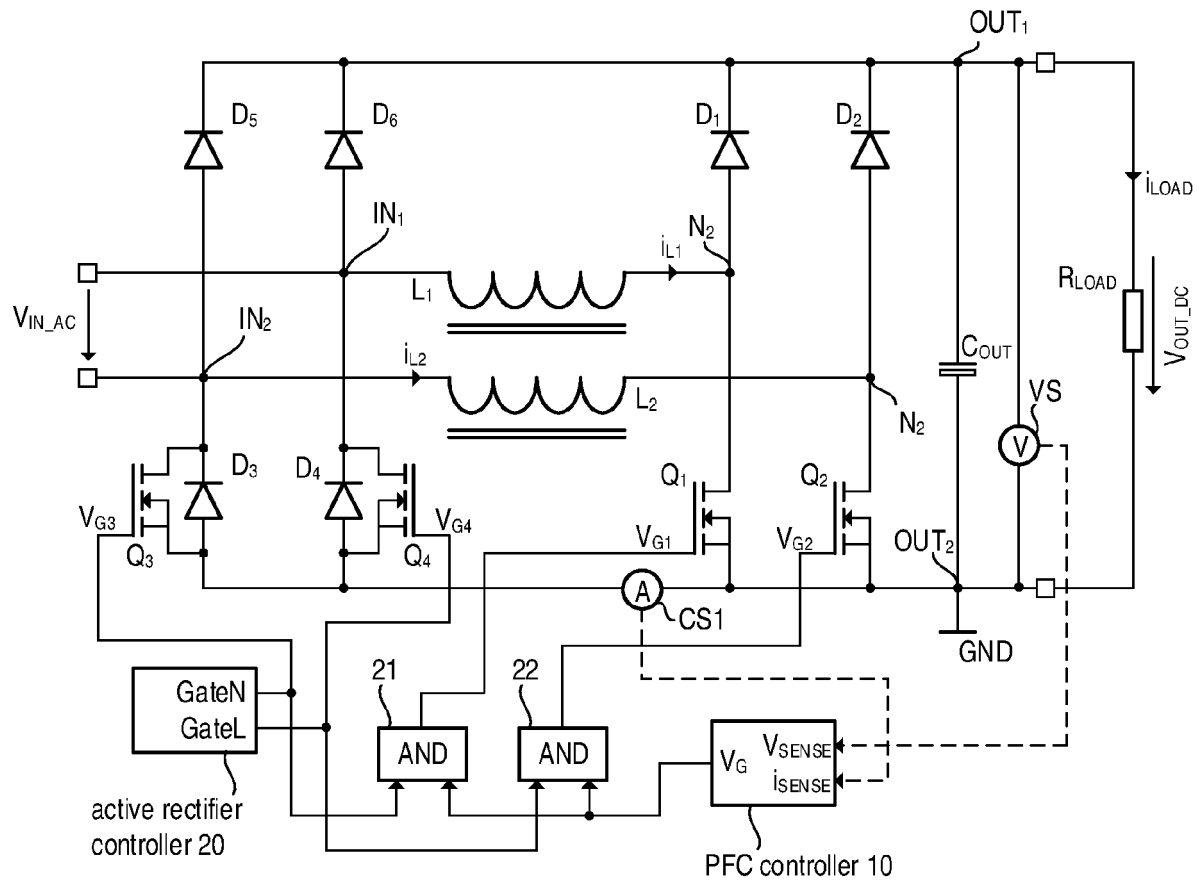 OUT₁
D₅
D₆
D₁
D₂
iLOAD
IN₁
N₂
iL1
L₁
RLOAD
VIN_AC
IN₂
VOUT_DC
COUT
iL2
L₂
N₂
VS
V
D₃
D₄
Q₁
Q₂
VG3
VG4
Q₃
Q₄
VG1
VG2
OUT₂
A
CS1
GND
GateN
GateL
21
22
AND
AND
VG
VSENSE
iSENSE
active rectifier
controller 20
PFC controller 10